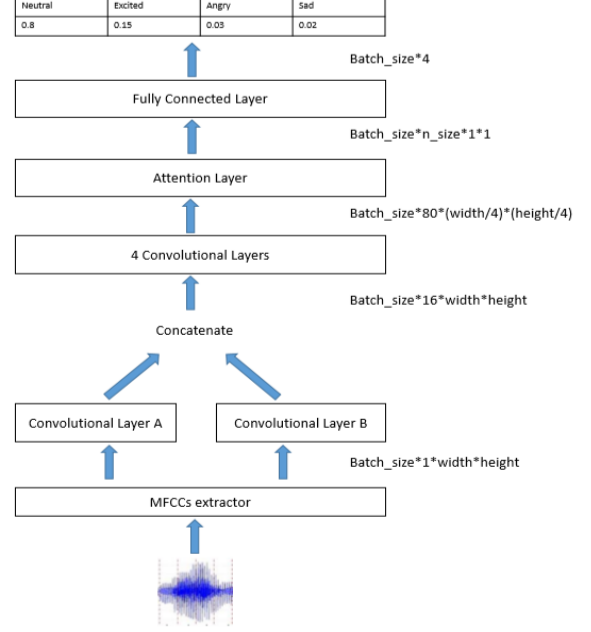 Neutral Excited Angry Sad
0.8 0.15 0.03 0.02
Batch_size*4
Fully Connected Layer
Batch_size*n_size*1*1
Attention Layer
Batch_size*80*(width/4)*(height/4)
4 Convolutional Layers
Batch_size*16*width*height
Concatenate
Convolutional Layer A Convolutional Layer B
Batch_size*1*width*height
MFCCs extractor